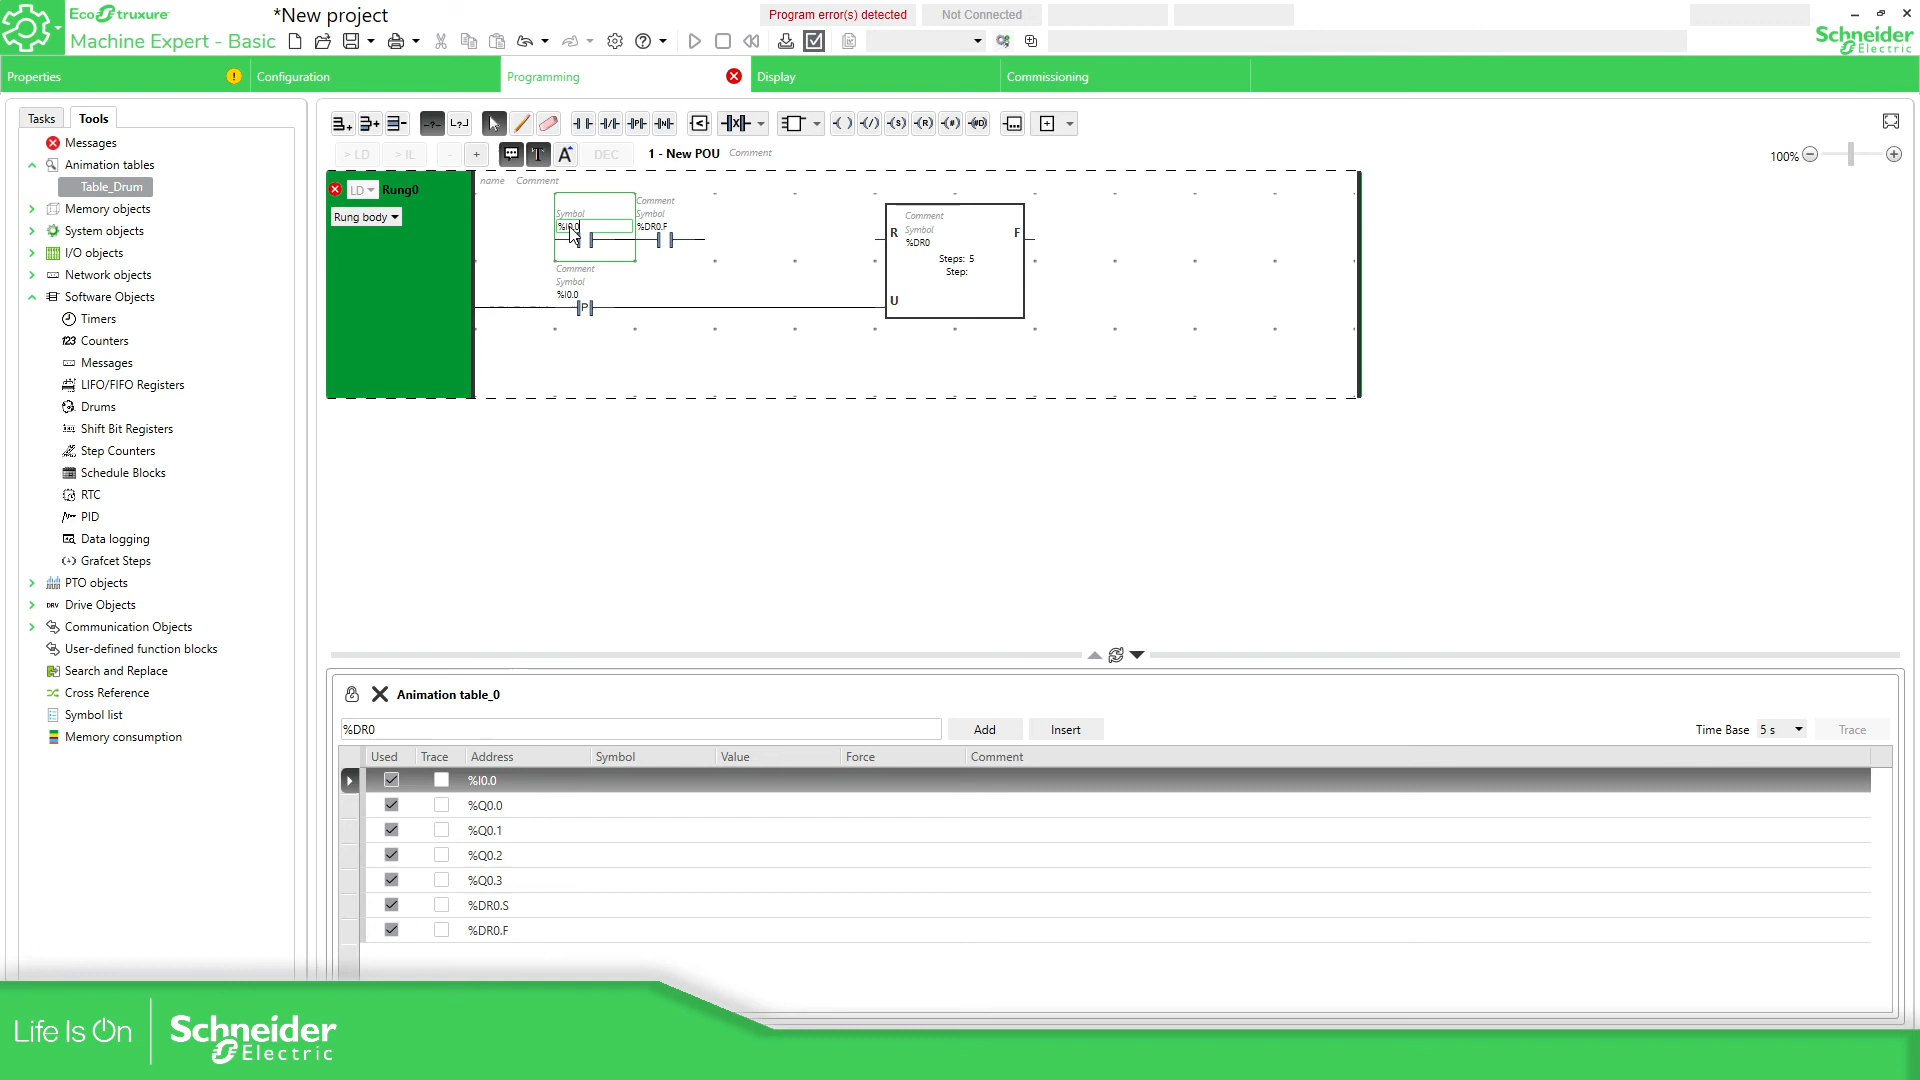 EcoStruxure
Machine Expert - Basic
*New project
Program error(s) detected
Not Connected
Schneider
Electric
Properties
Configuration
Programming
Display
Commissioning
Tasks
Tools
Messages
Animation tables
Table_Drum
Memory objects
System objects
I/O objects
Network objects
Software Objects
Timers
Counters
Messages
LIFO/FIFO Registers
Drums
Shift Bit Registers
Step Counters
Schedule Blocks
RTC
PID
Data logging
Grafcet Steps
PTO objects
Drive Objects
Communication Objects
User-defined function blocks
Search and Replace
Cross Reference
Symbol list
Memory consumption
> LD
> IL
-
+
DEC
1 - New POU
Comment
100%
LD
Rung0
name
Comment
Rung body
Symbol
%I0.0
Comment
Symbol
%DR0.F
Comment
Symbol
%I0.0
P
Comment
Symbol
%DR0
R
F
Steps: 5
Step:
U
Animation table_0
%DR0
Add
Insert
Time Base
5 s
Trace
Used
Trace
Address
Symbol
Value
Force
Comment
%I0.0
%Q0.0
%Q0.1
%Q0.2
%Q0.3
%DR0.S
%DR0.F
Life Is On
Schneider
Electric